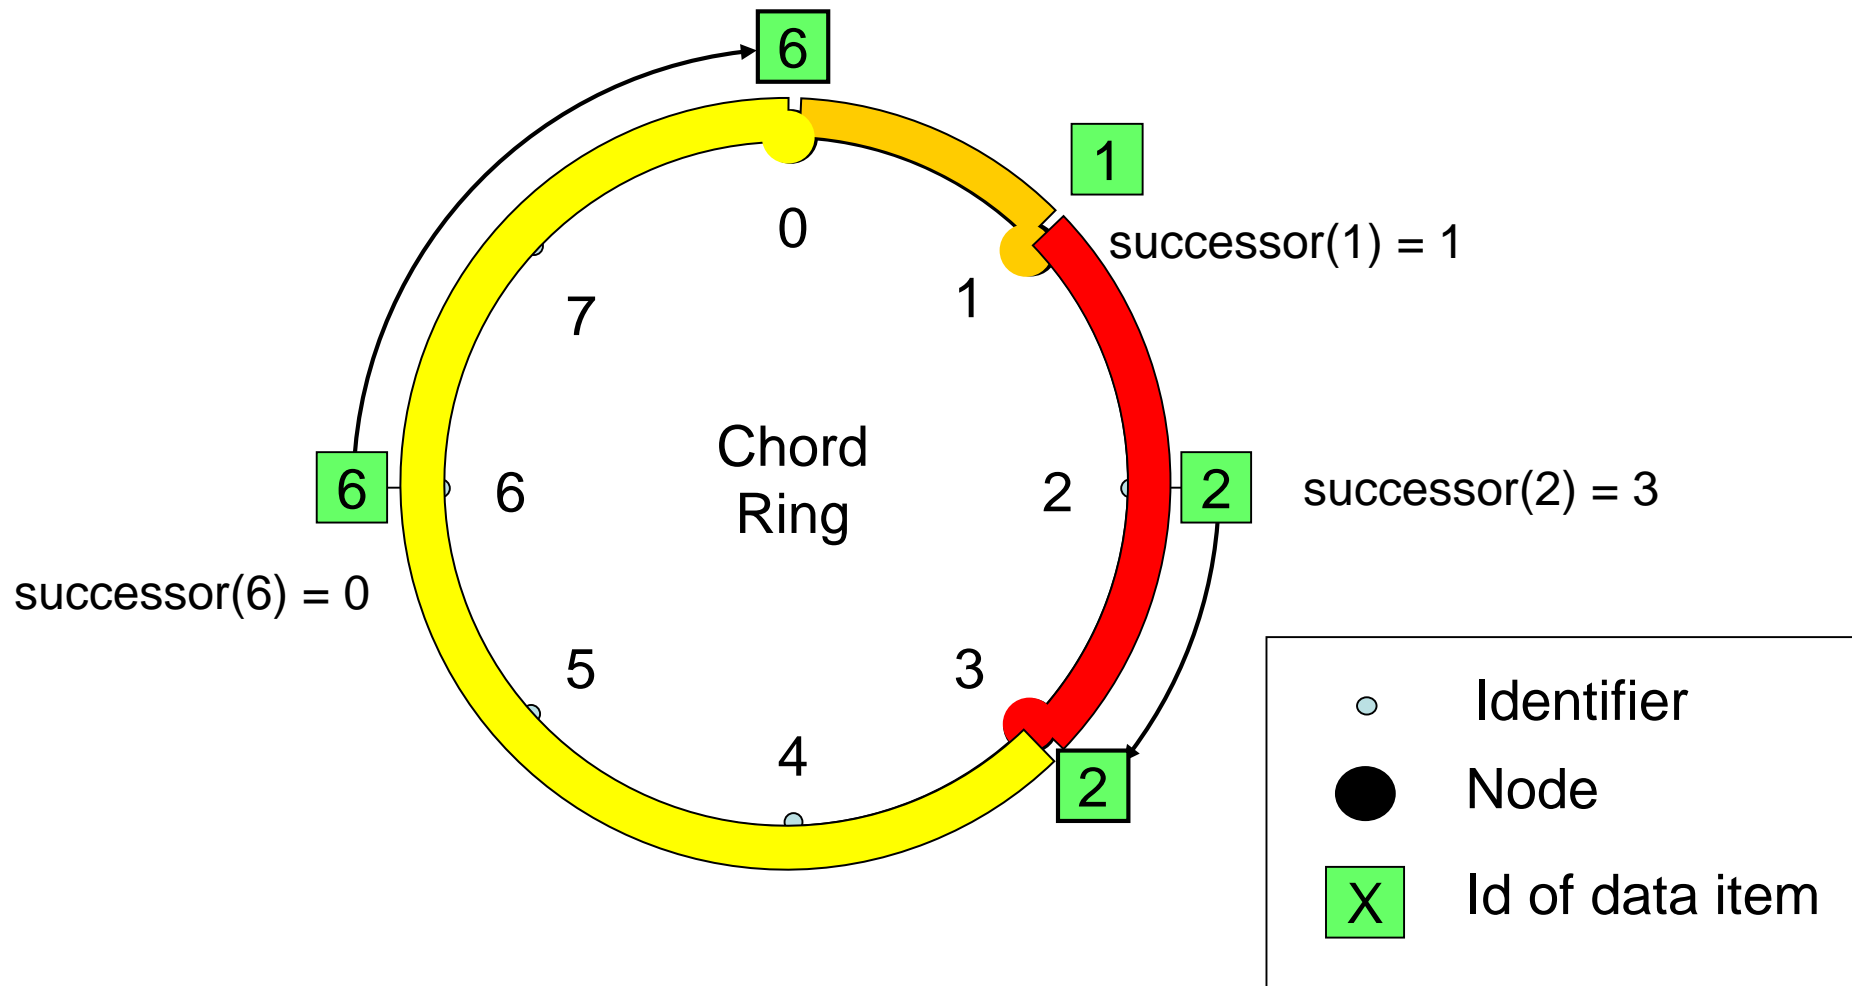 6
1
0
successor(1) = 1
1
7
Chord
Ring
6
6
2
2
successor(2) = 3
successor(6) = 0
5
3
4
2
Identifier
Node
X Id of data item